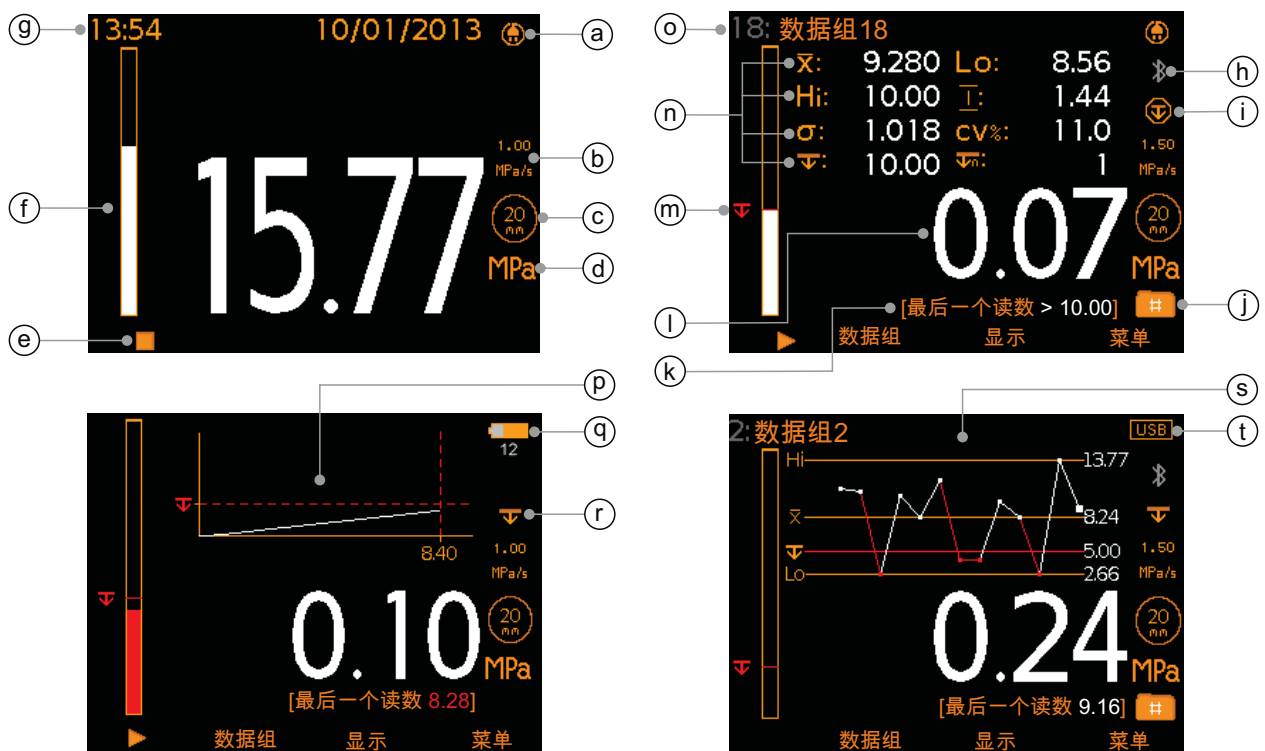 g 13:54 10/01/2013 a
1.00
MPa/s b
20
mm c
15.77
MPa d
f
e
o 18: 数据组18
x̄: 9.280 Lo: 8.56 h
Hi: 10.00 I: 1.44 i
n
σ: 1.018 cv%: 11.0
10.00 n: 1
1.50
MPa/s
m
20
mm
0.07
MPa
l
[最后一个读数 > 10.00] # j
k
数据组 显示 菜单
p
q
12
r
8.40
1.00
MPa/s
20
mm
0.10
MPa
[最后一个读数 8.28]
数据组 显示 菜单
s
2: 数据组2 USB t
Hi 13.77
x̄ 8.24
5.00
Lo 2.66
1.50
MPa/s
20
mm
0.24
MPa
[最后一个读数 9.16] #
数据组 显示 菜单